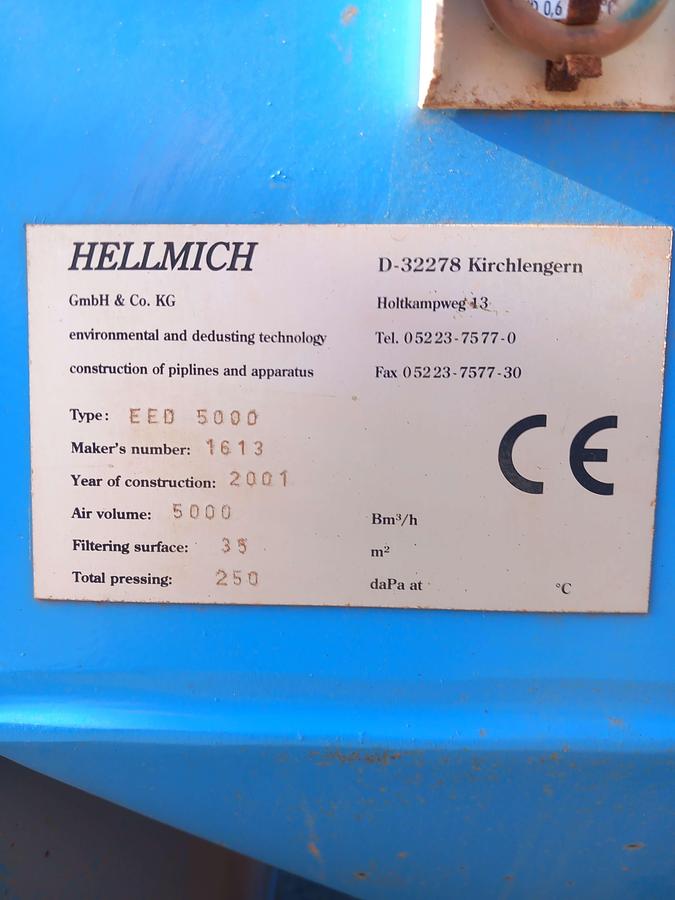 0,6 °C
HELLMICH D-32278 Kirchlengern
GmbH & Co. KG Holtkampweg 13
environmental and dedusting technology Tel. 05223-7577-0
construction of piplines and apparatus Fax 05223-7577-30
Type: EED 5000
Maker's number: 1613
Year of construction: 2001
CE
Air volume: 5000 Bm³/h
Filtering surface: 35 m²
Total pressing: 250 daPa at °C